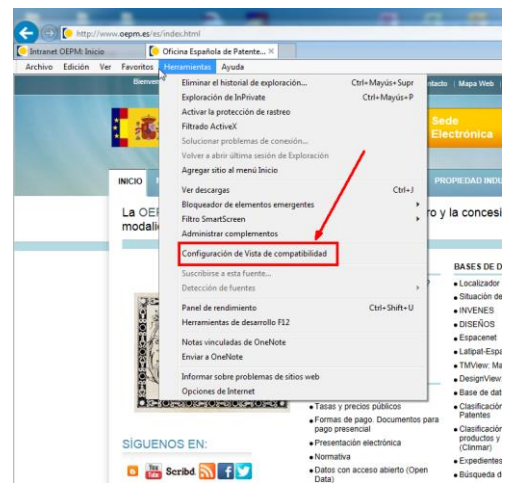 http://www.oepm.es/es/index.html
Intranet OEPM: Inicio
Oficina Española de Patente...
Archivo Edición Ver Favoritos Herramientas Ayuda
Mapa Web
Sede
Electrónica
INICIO
PROPIEDAD INDU
La OE
ro y la concesi
modali
Eliminar el historial de exploración... Ctrl+Mayús+Supr
Exploración de InPrivate Ctrl+Mayús+P
Activar la protección de rastreo
Filtrado ActiveX
Solucionar problemas de conexión...
Volver a abrir última sesión de Exploración
Agregar sitio al menú Inicio
Ver descargas Ctrl+J
Bloqueador de elementos emergentes
Filtro SmartScreen
Administrar complementos
Configuración de Vista de compatibilidad
Suscribirse a esta fuente...
Detección de fuentes
Panel de rendimiento Ctrl+Shift+U
Herramientas de desarrollo F12
Notas vinculadas de OneNote
Enviar a OneNote
Informar sobre problemas de sitios web
Opciones de Internet
BASES DE D
Localizador
Situación de
INVENES
DISEÑOS
Espacenet
Latipat-Espa
TMView: Ma
DesignView
Base de dat
Clasificación
Patentes
Clasificación
productos y
(Clinmar)
Expedientes
Búsqueda d
Tasas y precios públicos
Formas de pago. Documentos para
pago presencial
Presentación electrónica
Normativa
Datos con acceso abierto (Open
Data)
SÍGUENOS EN:
You
Tube
Scribd.